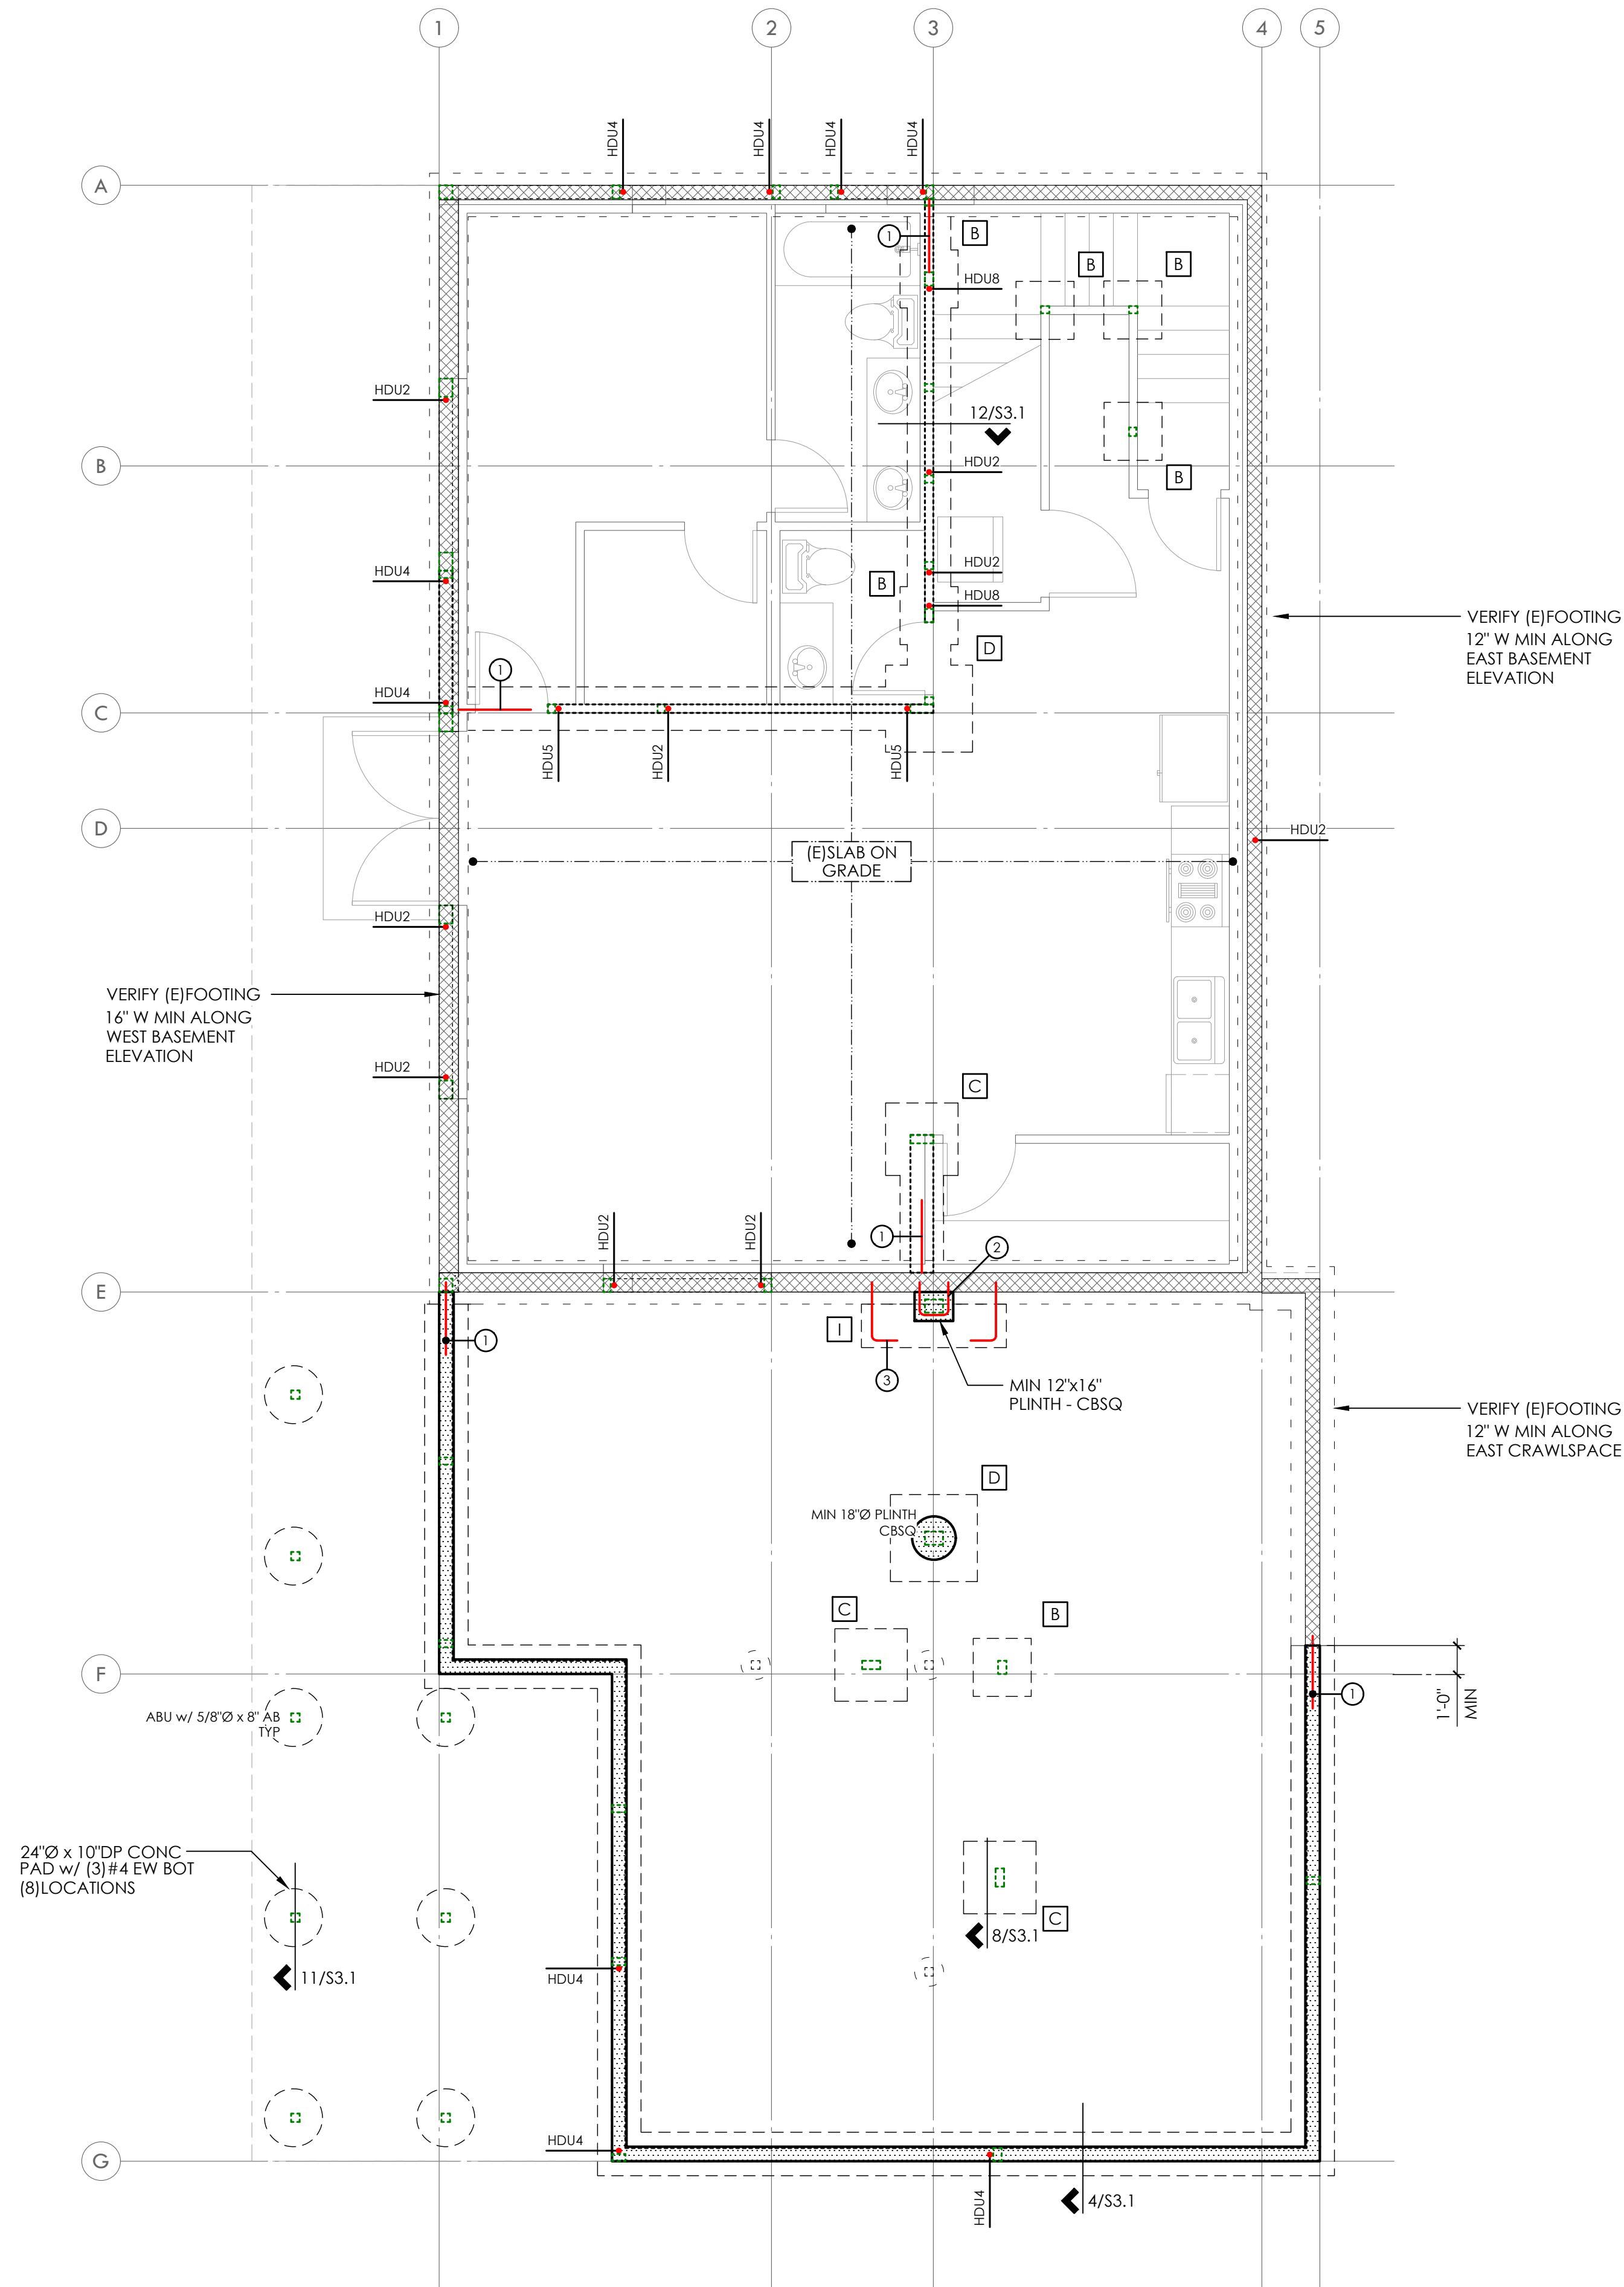 1
2
3
4
5
HDU4
HDU4
HDU4
HDU4
A
1
B
B
B
HDU8
HDU2
12/S3.1
B
HDU2
B
HDU2
HDU4
B
HDU8
VERIFY (E)FOOTING
12" W MIN ALONG
EAST BASEMENT
ELEVATION
D
1
HDU4
C
HDU5
HDU2
HDU5
D
HDU2
(E)SLAB ON
GRADE
HDU2
VERIFY (E)FOOTING
16" W MIN ALONG
WEST BASEMENT
ELEVATION
HDU2
C
HDU2
HDU2
1
2
E
1
I
3
MIN 12"x16"
PLINTH - CBSQ
VERIFY (E)FOOTING
12" W MIN ALONG
EAST CRAWLSPACE
D
MIN 18"Ø PLINTH
CBSQ
C
B
F
1
1'-0"
MIN
ABU w/ 5/8"Ø x 8" AB
TYP
24"Ø x 10"DP CONC
PAD w/ (3)#4 EW BOT
(8)LOCATIONS
C
8/S3.1
11/S3.1
HDU4
HDU4
G
HDU4
4/S3.1